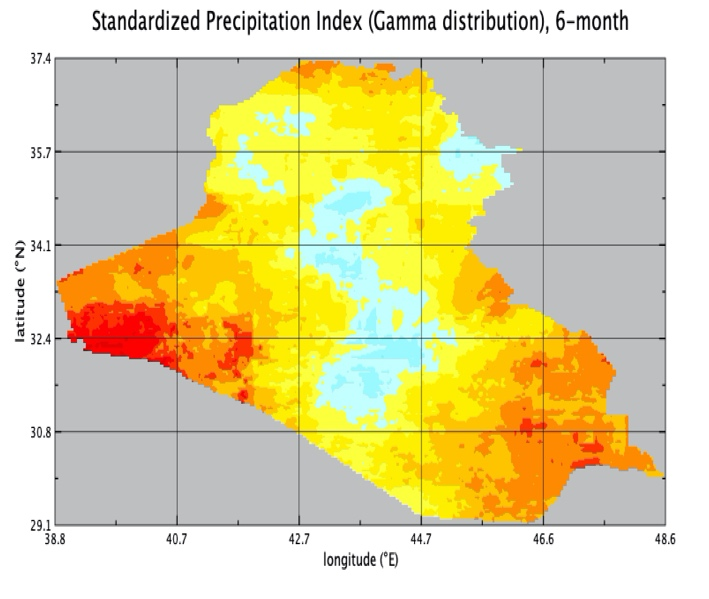 Standardized Precipitation Index (Gamma distribution), 6-month
37.4
35.7
34.1
32.4
30.8
29.1
latitude (°N)
38.8 40.7 42.7 44.7 46.6 48.6
longitude (°E)